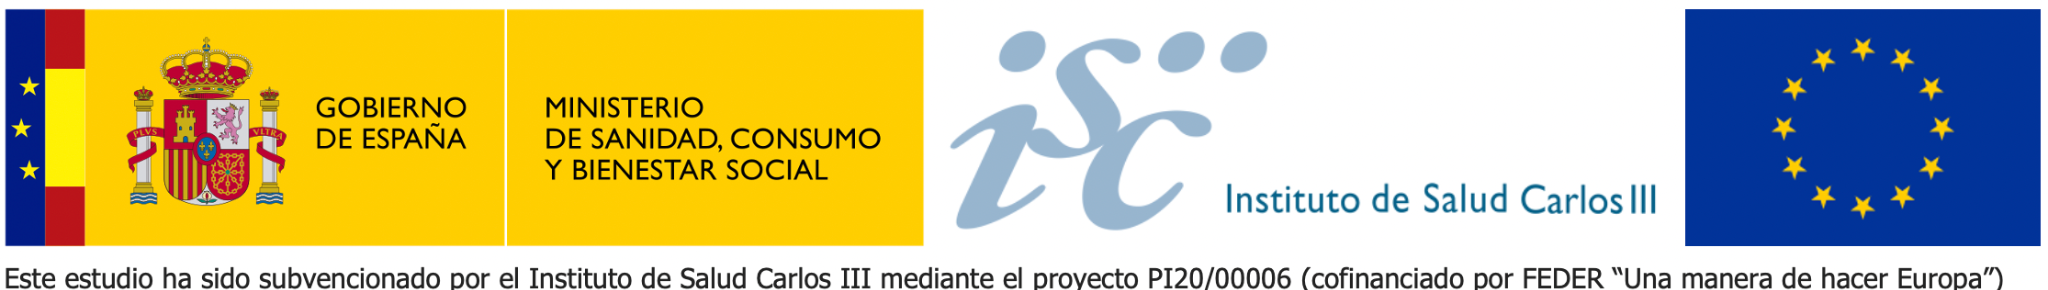 PLVS
VLTRA
GOBIERNO
DE ESPAÑA
MINISTERIO
DE SANIDAD, CONSUMO
Y BIENESTAR SOCIAL
isciii
Instituto de Salud Carlos III
Este estudio ha sido subvencionado por el Instituto de Salud Carlos III mediante el proyecto PI20/00006 (cofinanciado por FEDER “Una manera de hacer Europa”)